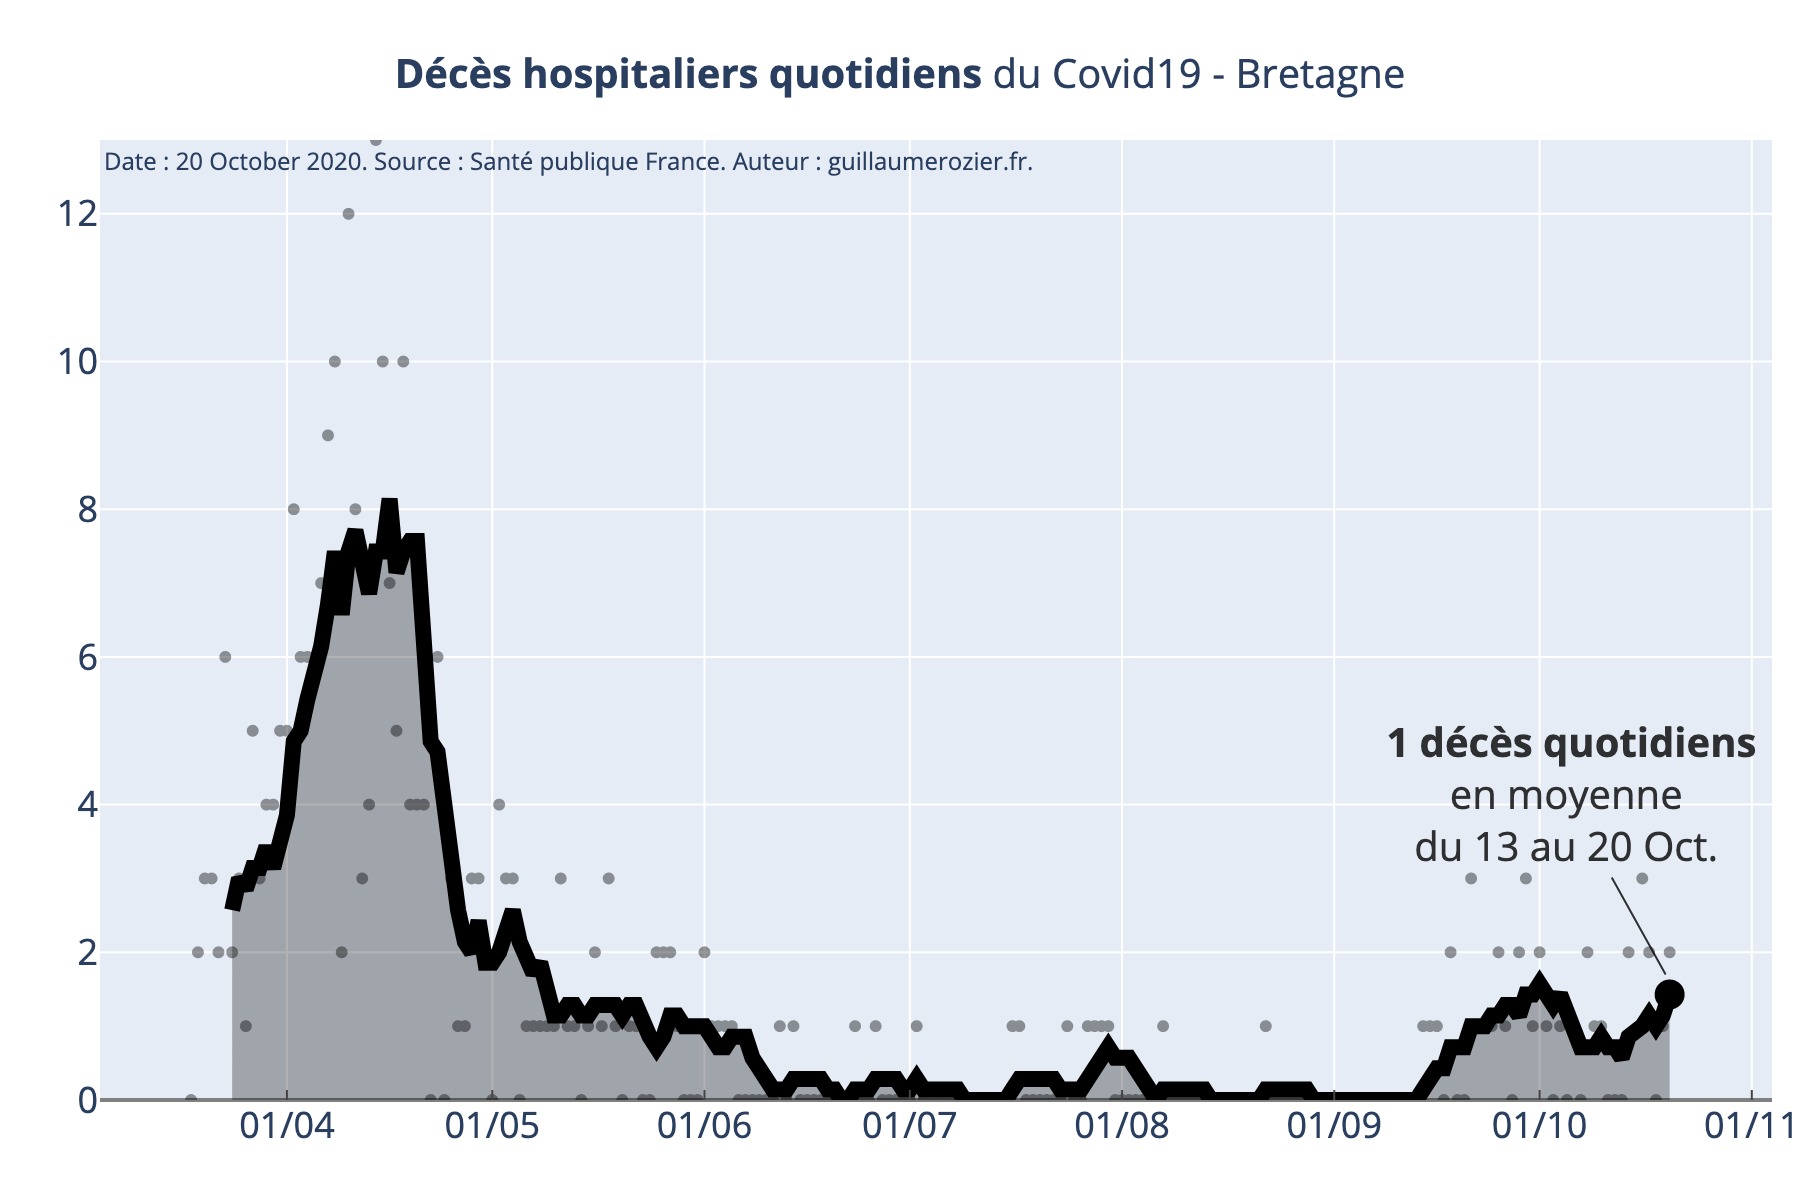 Décès hospitaliers quotidiens du Covid19 - Bretagne
Date : 20 October 2020. Source : Santé publique France. Auteur : guillaumerozier.fr.
12
10
8
6
4
2
0
1 décès quotidiens
en moyenne
du 13 au 20 Oct.
01/04 01/05 01/06 01/07 01/08 01/09 01/10 01/11